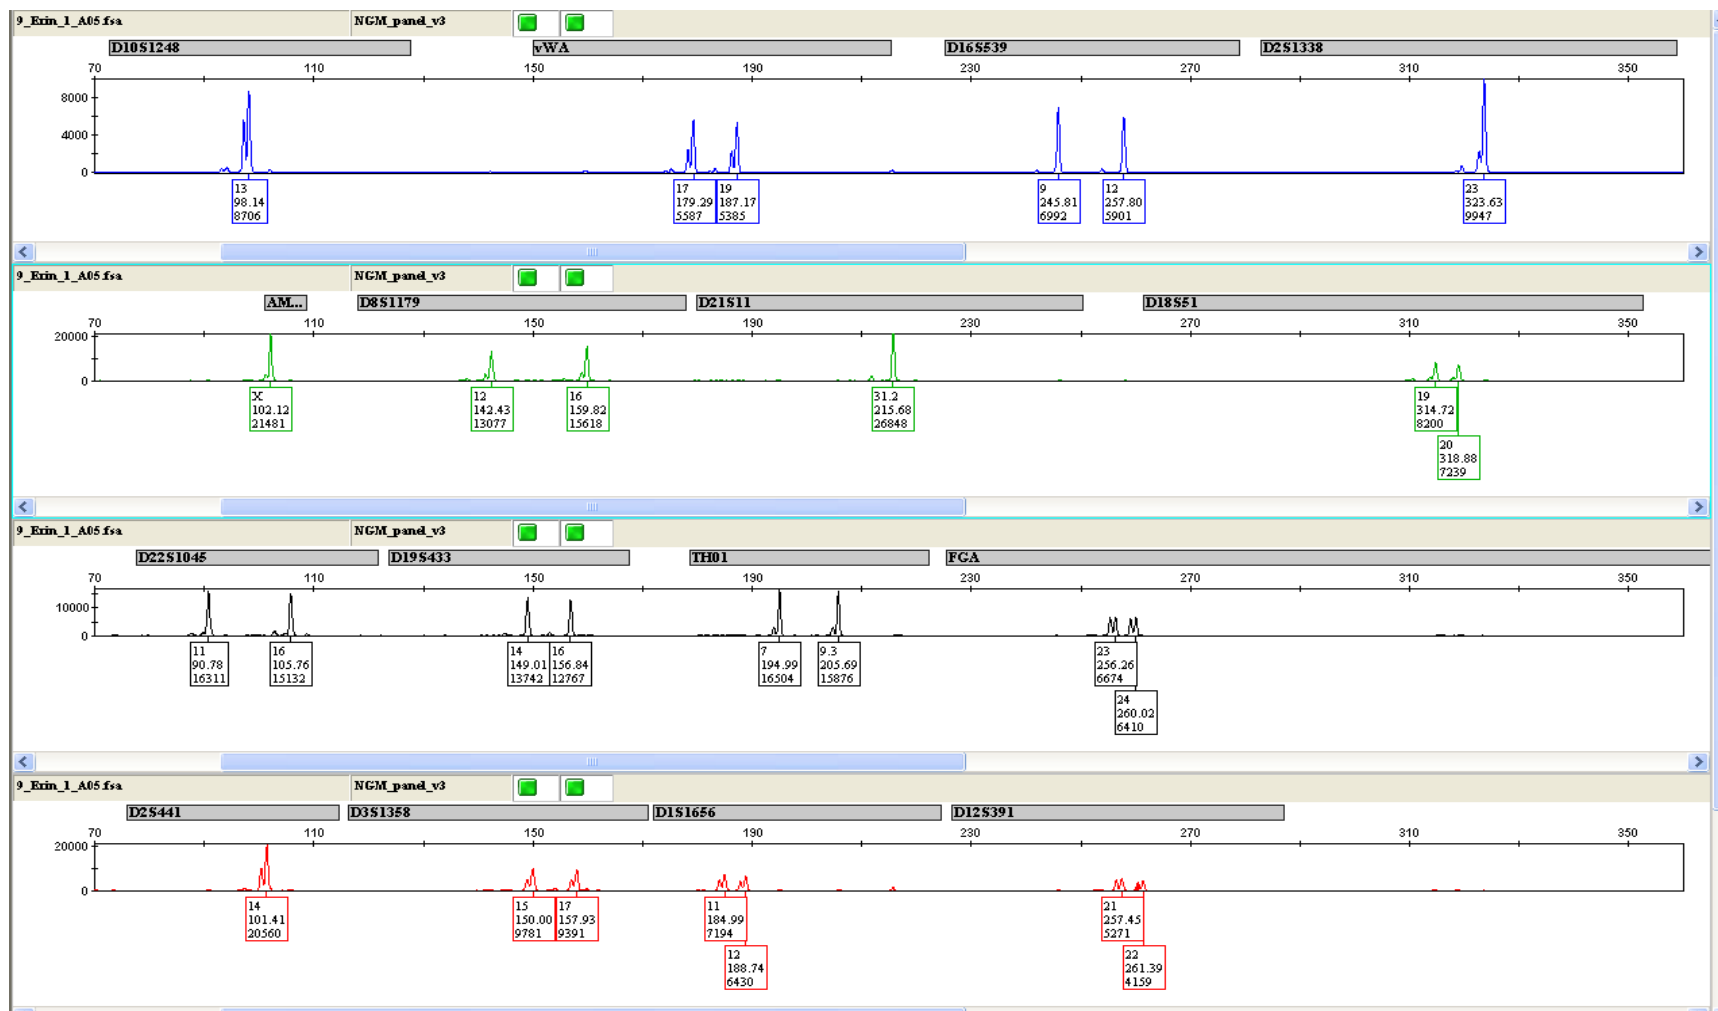 9_Erin_1_A05.fsa NGM_panel_v3
D10S1248 vWA D16S539 D2S1338
70 110 150 190 230 270 310 350
8000
4000
0
13 17 19 9 12 23
98.14 179.29 187.17 245.81 257.80 323.63
8706 5587 5385 6992 5901 9947
9_Erin_1_A05.fsa NGM_panel_v3
AM... D8S1179 D21S11 D18S51
70 110 150 190 230 270 310 350
20000
0
X 12 16 31.2 19
102.12 142.43 159.82 215.68 314.72
21481 13077 15618 26848 8200
20
318.88
7239
9_Erin_1_A05.fsa NGM_panel_v3
D22S1045 D19S433 TH01 FGA
70 110 150 190 230 270 310 350
10000
0
11 16 14 16 7 9.3 23
90.78 105.76 149.01 156.84 194.99 205.69 256.26
16311 15132 13742 12767 16504 15876 6674
24
260.02
6410
9_Erin_1_A05.fsa NGM_panel_v3
D2S441 D3S1358 D1S1656 D12S391
70 110 150 190 230 270 310 350
20000
0
14 15 17 11 21
101.41 150.00 157.93 184.99 257.45
20560 9781 9391 7194 5271
12 22
188.74 261.39
6430 4159